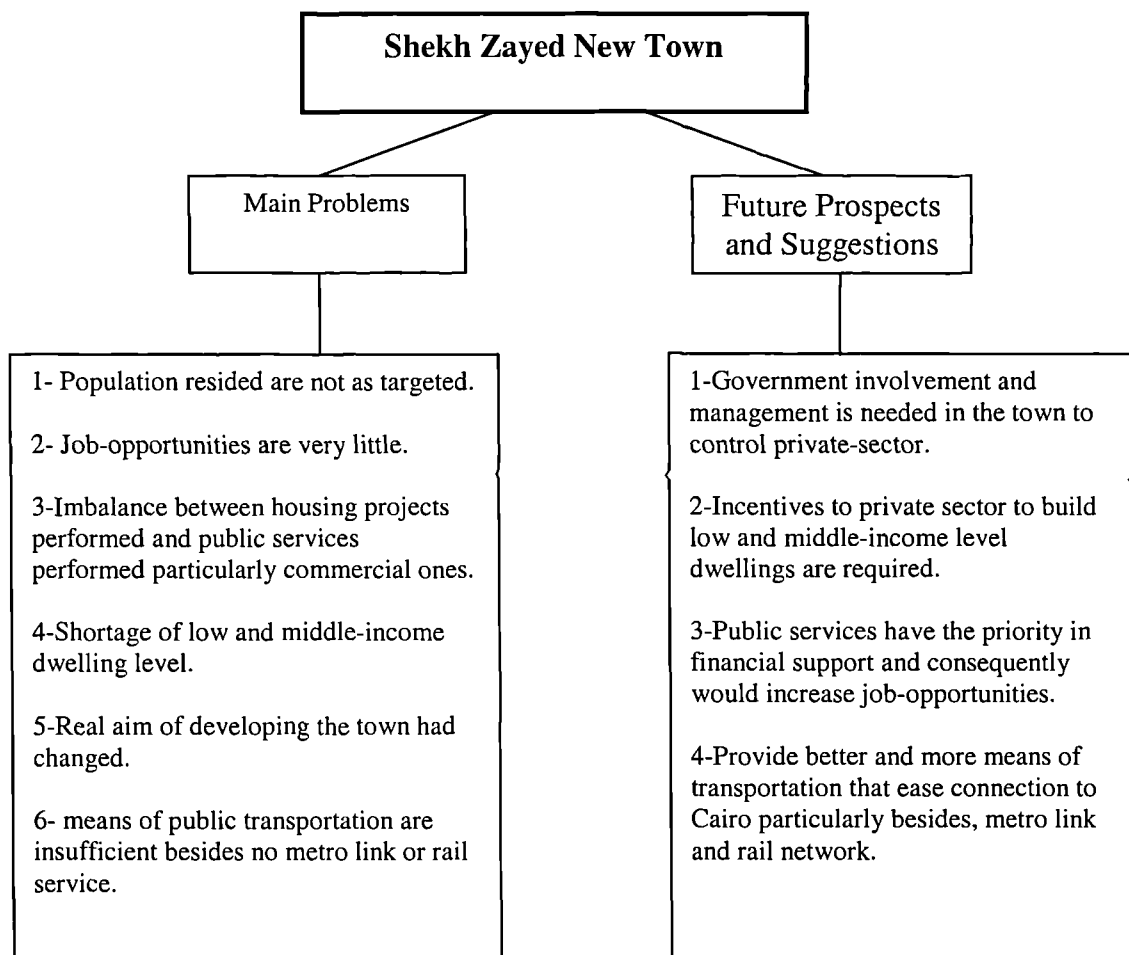 Shekh Zayed New Town
Main Problems
Future Prospects
and Suggestions
1- Population resided are not as targeted.
2- Job-opportunities are very little.
3-Imbalance between housing projects
performed and public services
performed particularly commercial ones.
4-Shortage of low and middle-income
dwelling level.
5-Real aim of developing the town had
changed.
6- means of public transportation are
insufficient besides no metro link or rail
service.
1-Government involvement and
management is needed in the town to
control private-sector.
2-Incentives to private sector to build
low and middle-income level
dwellings are required.
3-Public services have the priority in
financial support and consequently
would increase job-opportunities.
4-Provide better and more means of
transportation that ease connection to
Cairo particularly besides, metro link
and rail network.